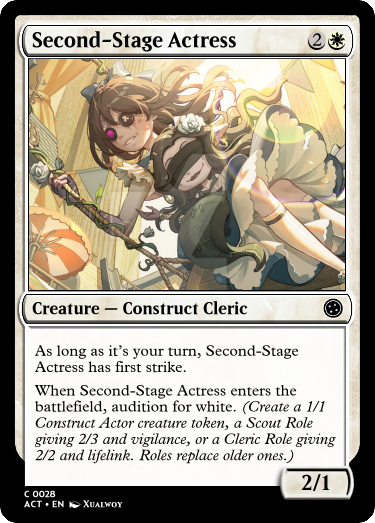 Second-Stage Actress 2
Creature — Construct Cleric
As long as it's your turn, Second-Stage
Actress has first strike.
When Second-Stage Actress enters the
battlefield, audition for white. (Create a 1/1
Construct Actor creature token, a Scout Role
giving 2/3 and vigilance, or a Cleric Role giving
2/2 and lifelink. Roles replace older ones.)
2/1
C 0028
ACT • EN Xualwoy